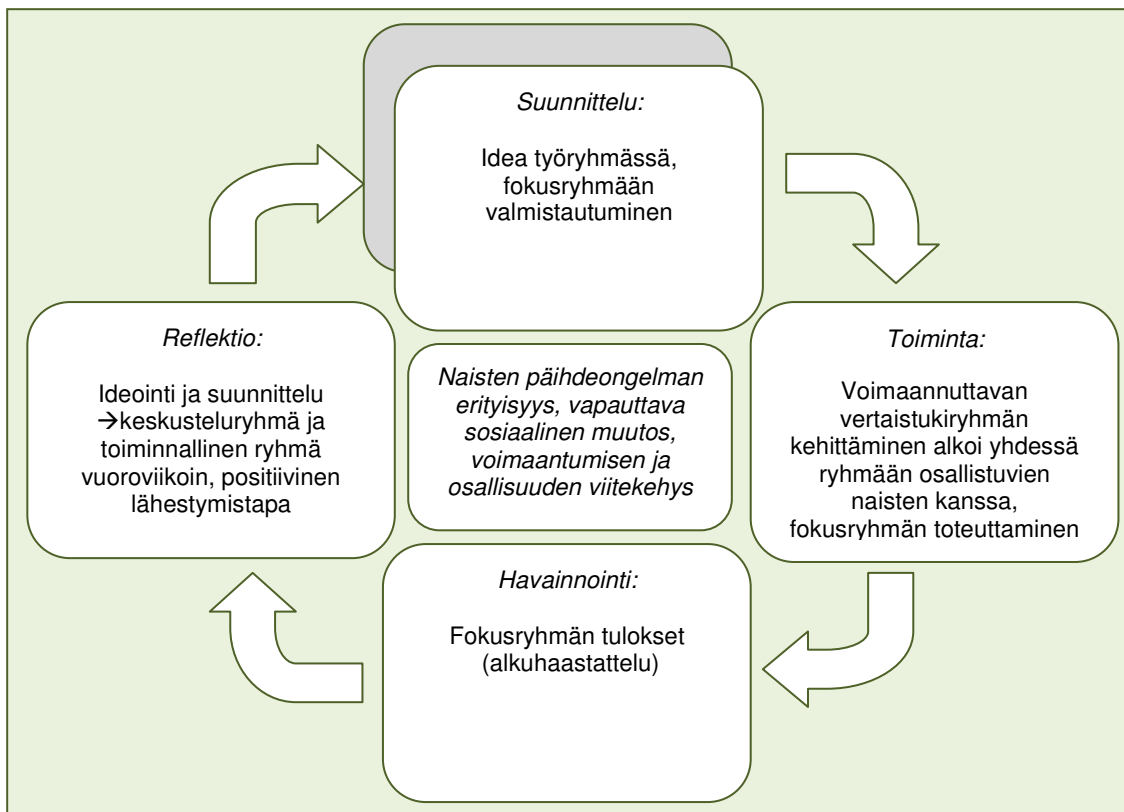 Suunnittelu:
Idea työryhmässä,
fokusryhmään
valmistautuminen
Reflektio:
Ideointi ja suunnittelu
→keskusteluryhmä ja
toiminnallinen ryhmä
vuoroviikoin, positiivinen
lähestymistapa
Naisten päihdeongelman
erityisyys, vapauttava
sosiaalinen muutos,
voimaantumisen ja
osallisuuden viitekehys
Toiminta:
Voimaannuttavan
vertaistukiryhmän
kehittäminen alkoi yhdessä
ryhmään osallistuvien
naisten kanssa,
fokusryhmän toteuttaminen
Havainnointi:
Fokusryhmän tulokset
(alkuhaastattelu)